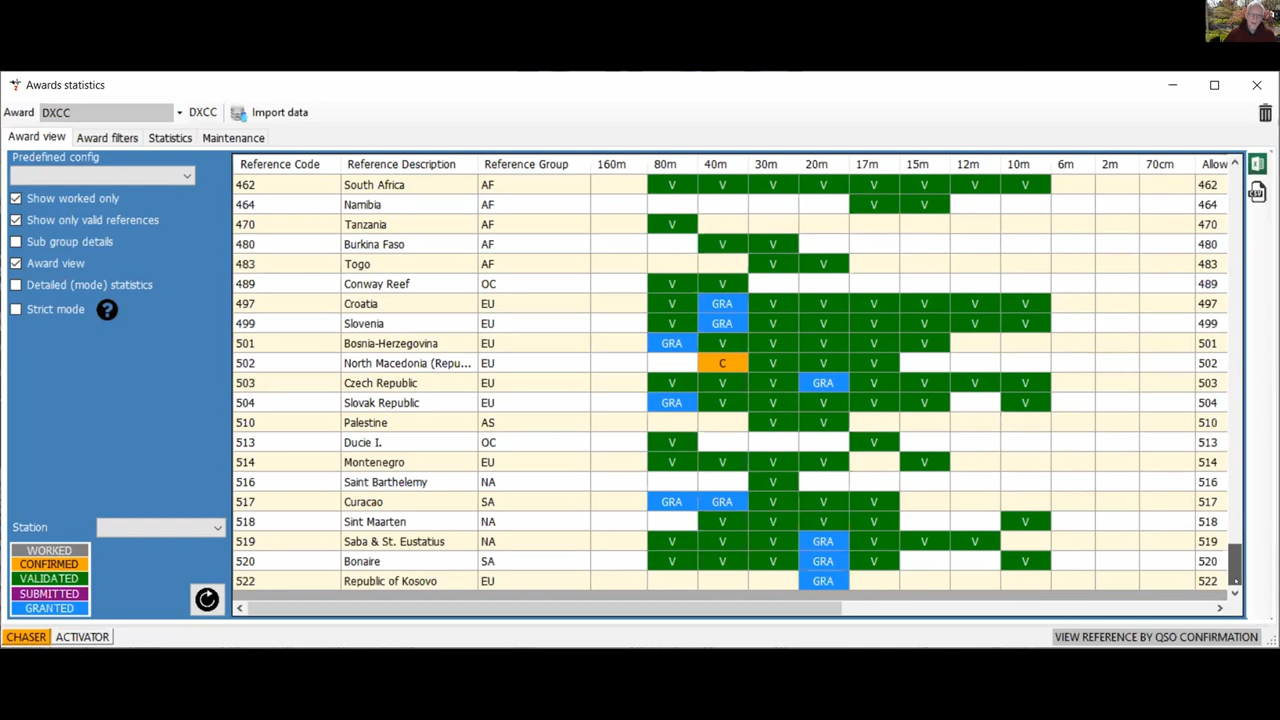 Awards statistics
Award DXCC DXCC Import data
Award view Award filters Statistics Maintenance
Predefined config
Show worked only
Show only valid references
Sub group details
Award view
Detailed (mode) statistics
Strict mode ?
Station
WORKED
CONFIRMED
VALIDATED
SUBMITTED
GRANTED
Reference Code Reference Description Reference Group 160m 80m 40m 30m 20m 17m 15m 12m 10m 6m 2m 70cm Allow
462 South Africa AF V V V V V V V V 462
464 Namibia AF V V 464
470 Tanzania AF V 470
480 Burkina Faso AF V V 480
483 Togo AF V V 483
489 Conway Reef OC V V 489
497 Croatia EU V GRA V V V V V V 497
499 Slovenia EU V GRA V V V V V V 499
501 Bosnia-Herzegovina EU GRA V V V V V 501
502 North Macedonia (Repu... EU C V V V 502
503 Czech Republic EU V V V GRA V V V V 503
504 Slovak Republic EU GRA V V V V V V 504
510 Palestine AS V V 510
513 Ducie I. OC V V 513
514 Montenegro EU V V V V V 514
516 Saint Barthelemy NA V 516
517 Curacao SA GRA GRA V V V 517
518 Sint Maarten NA V V V V V 518
519 Saba & St. Eustatius NA V V V GRA V V V 519
520 Bonaire SA V V V GRA V V 520
522 Republic of Kosovo EU GRA 522
CHASER ACTIVATOR VIEW REFERENCE BY QSO CONFIRMATION